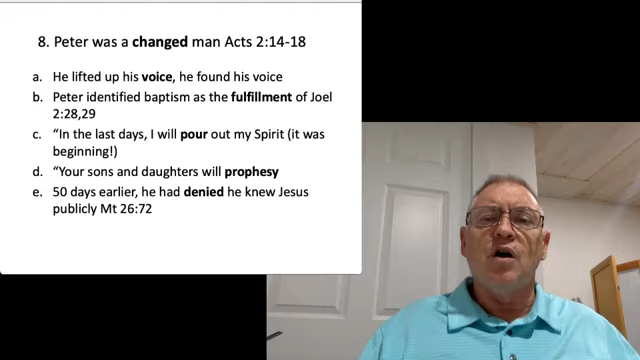 8. Peter was a changed man Acts 2:14-18
a. He lifted up his voice, he found his voice
b. Peter identified baptism as the fulfillment of Joel
2:28,29
c. “In the last days, I will pour out my Spirit (it was
beginning!)
d. “Your sons and daughters will prophesy
e. 50 days earlier, he had denied he knew Jesus
publicly Mt 26:72